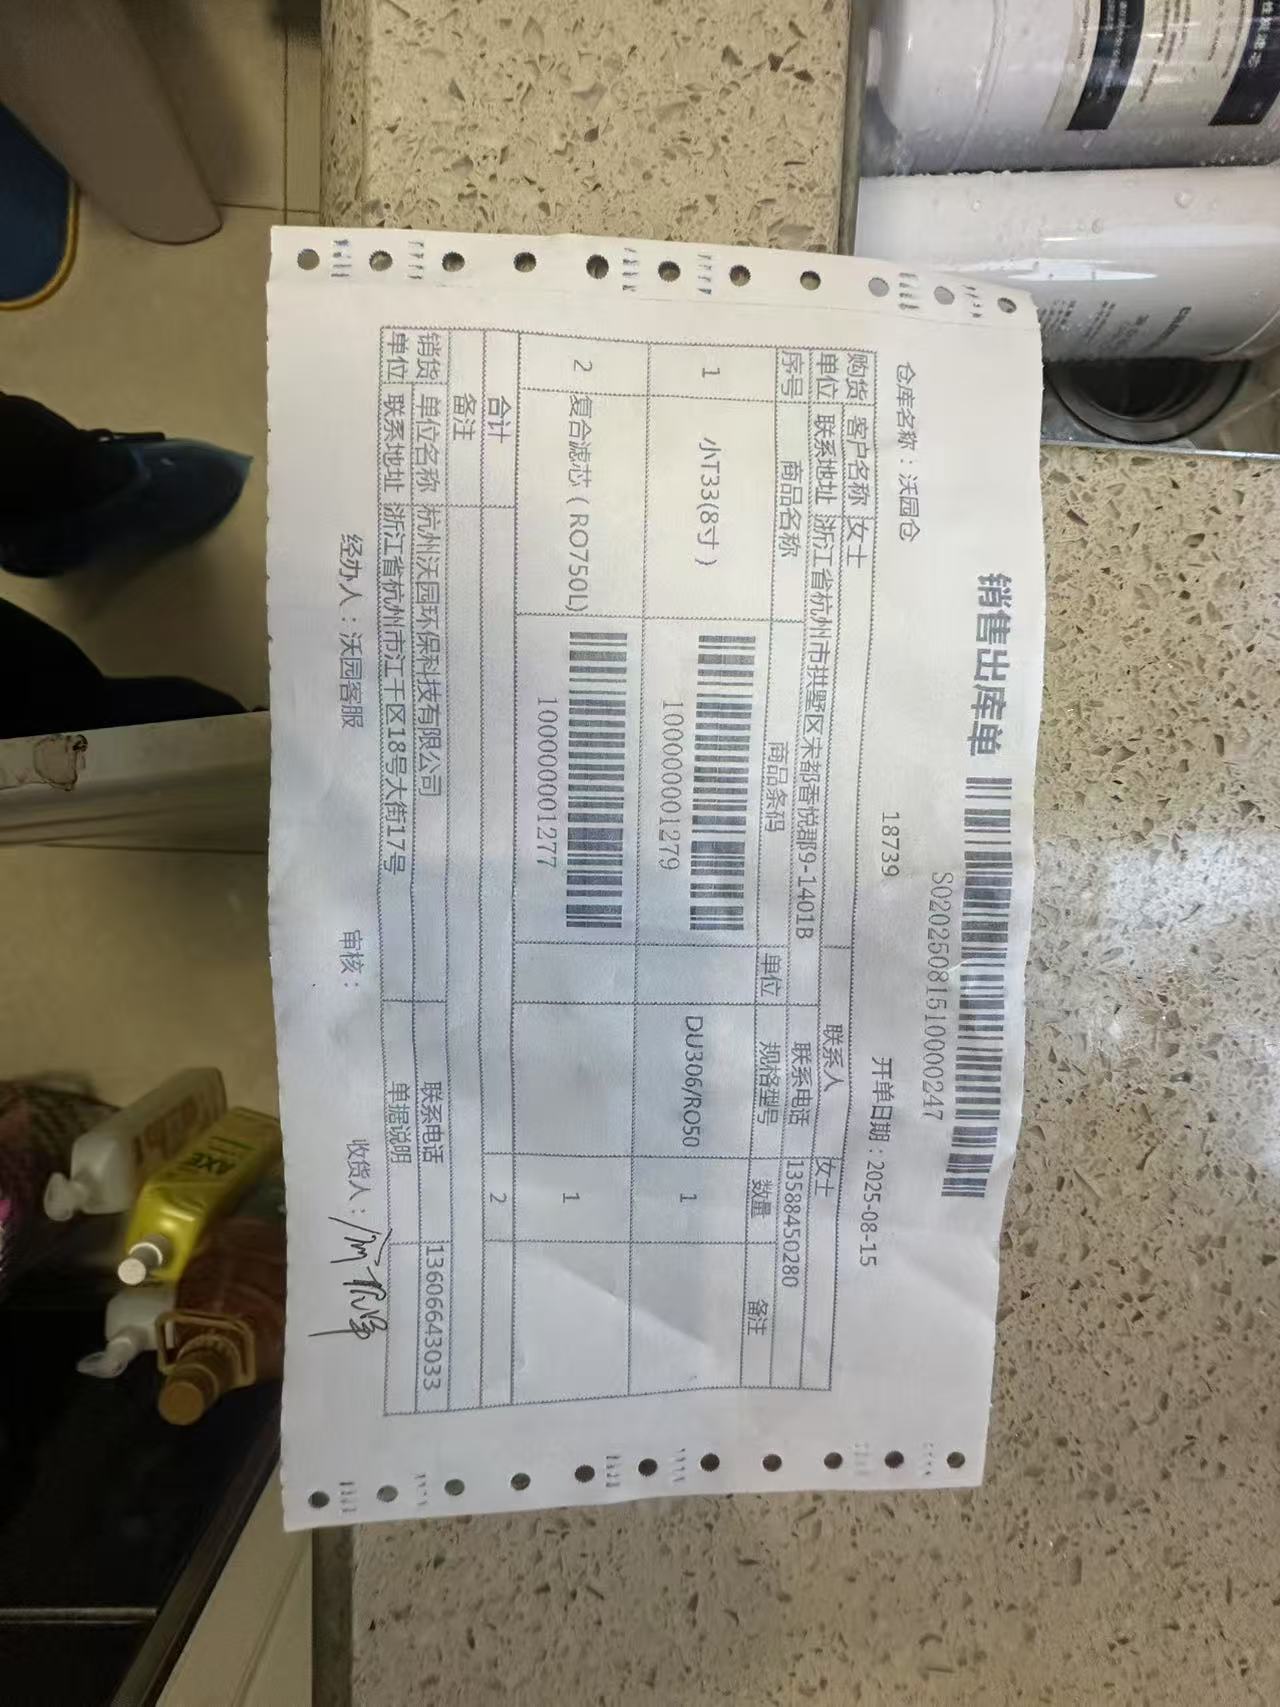 销售出库单
SO202508151000247
仓库名称：沃园仓 18739 开单日期：2025-08-15
购货单位 客户名称 女士 联系人 女士
联系地址 浙江省杭州市拱墅区宋都香悦郡9-1401B 联系电话 13588450280
序号 商品名称 商品条码 单位 规格型号 数量 备注
1 小T33(8寸) 100000001279 DU306/RO50 1
2 复合滤芯（RO750L) 100000001277 1
合计 2
备注
销货单位 单位名称 杭州沃园环保科技有限公司 联系电话 13606643033
联系地址 浙江省杭州市江干区18号大街17号 单据说明
经办人：沃园客服 审核： 收货人：
AXE